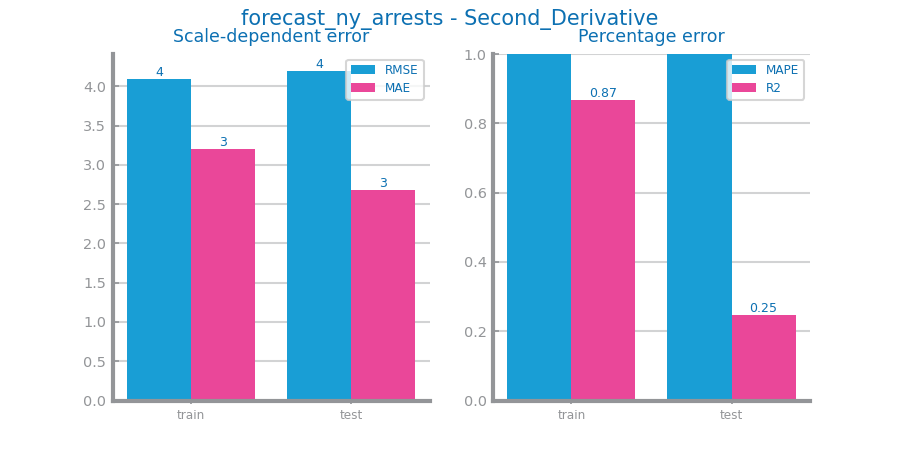 forecast_ny_arrests - Second_Derivative
Scale-dependent error
4
4
3
3
RMSE
MAE
4.0
3.5
3.0
2.5
2.0
1.5
1.0
0.5
0.0
train
test
Percentage error
MAPE
R2
0.87
0.25
1.0
0.8
0.6
0.4
0.2
0.0
train
test